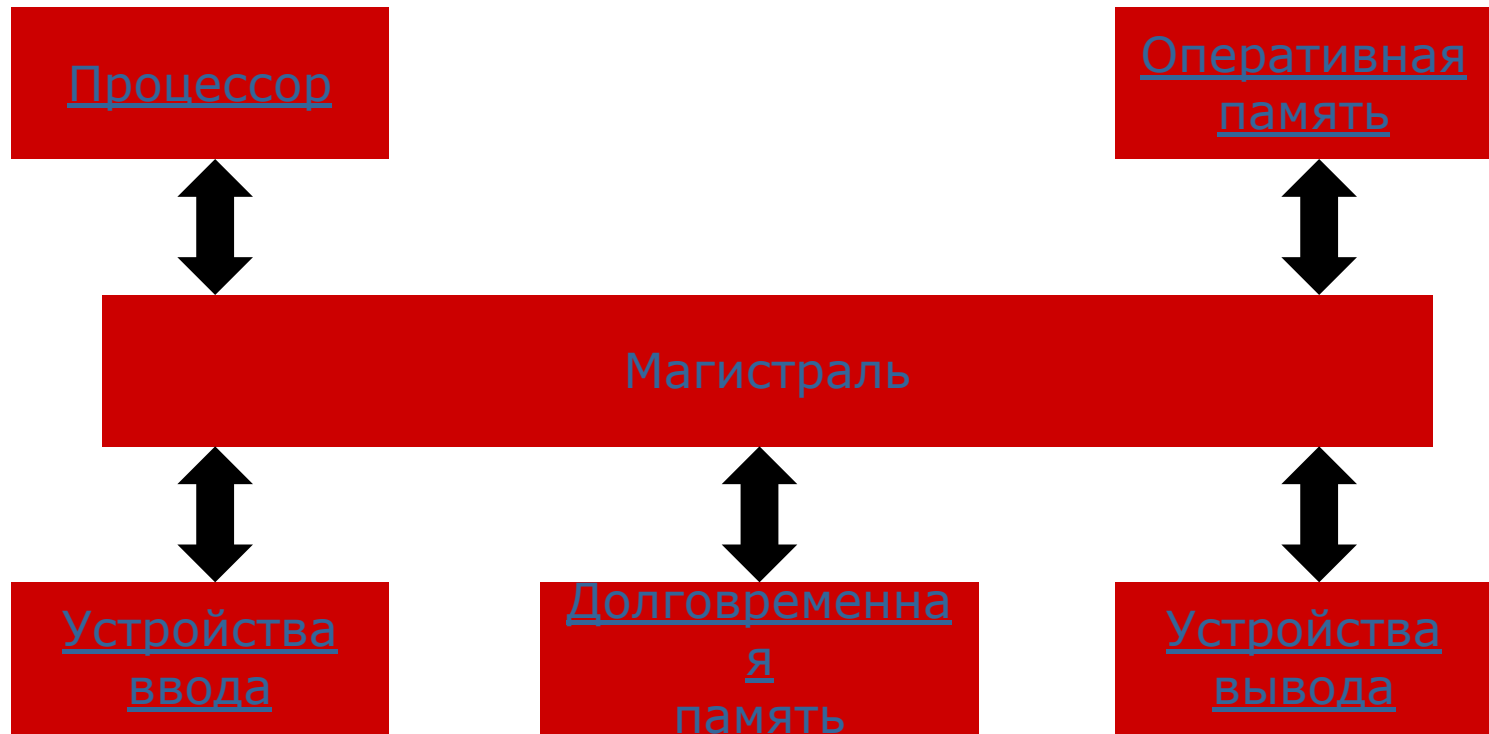 Процессор
Оперативная
память
Магистраль
Устройства
ввода
Долговременна
я
память
Устройства
вывода